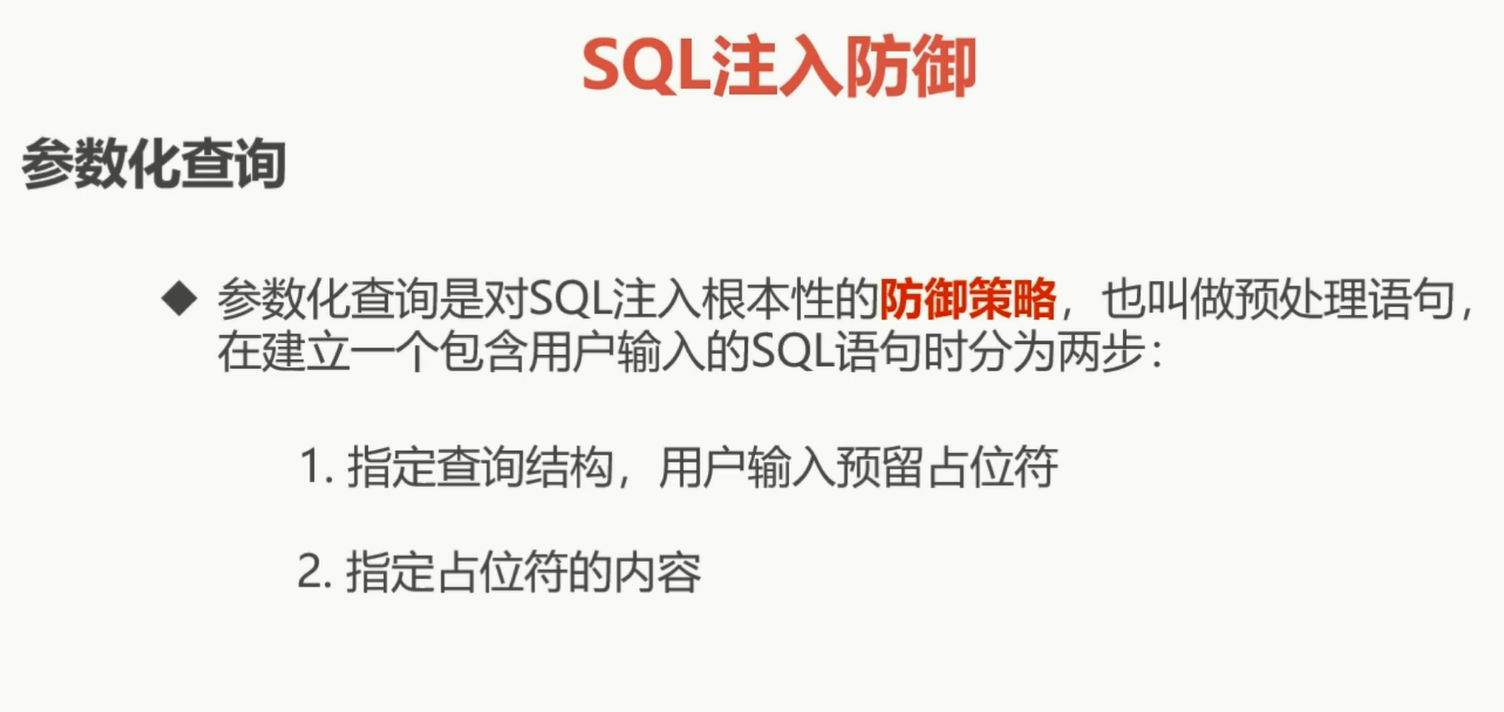 SQL注入防御
参数化查询
◆ 参数化查询是对SQL注入根本性的防御策略，也叫做预处理语句，
在建立一个包含用户输入的SQL语句时分为两步：
1. 指定查询结构，用户输入预留占位符
2. 指定占位符的内容